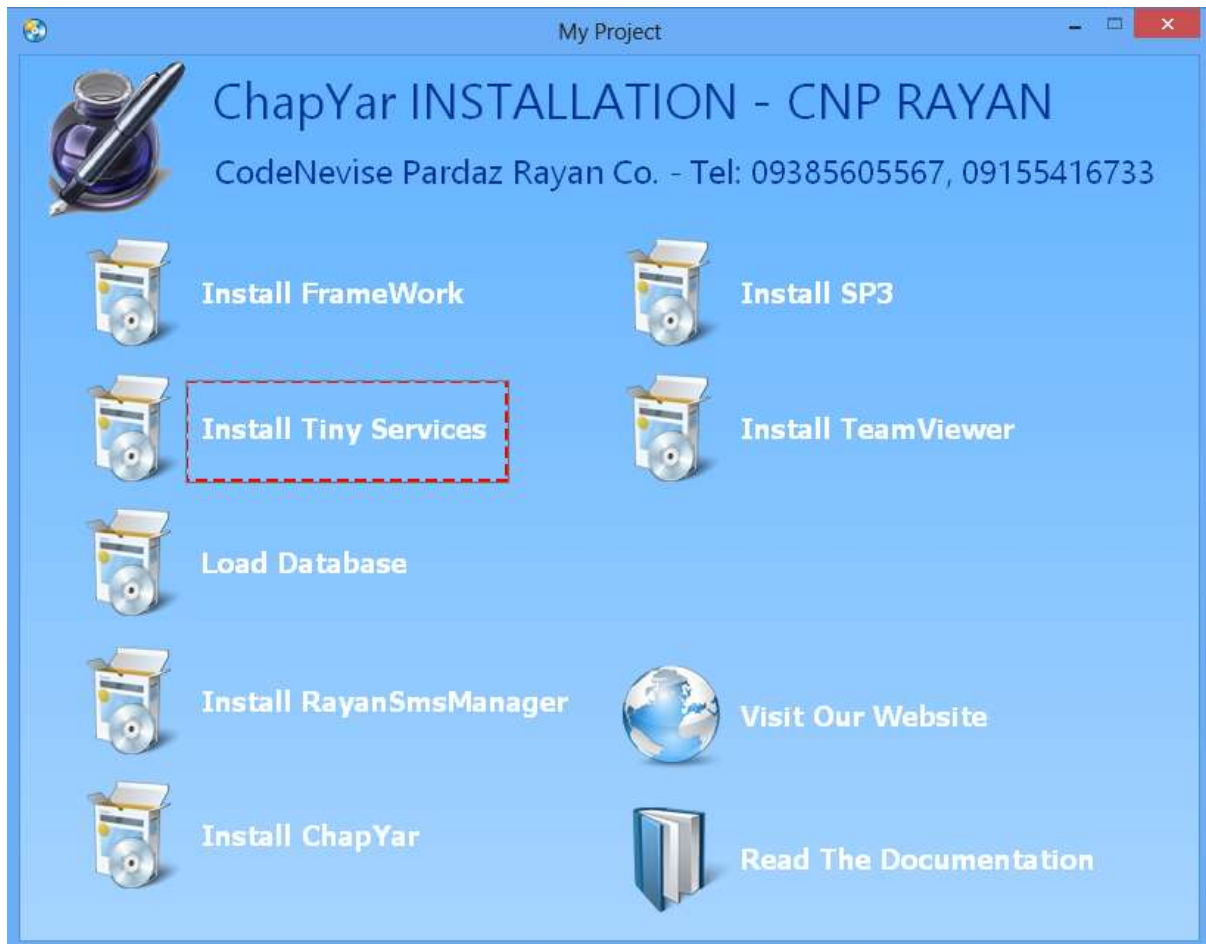 My Project
ChapYar INSTALLATION - CNP RAYAN
CodeNevise Pardaz Rayan Co. - Tel: 09385605567, 09155416733
Install FrameWork
Install SP3
Install Tiny Services
Install TeamViewer
Load Database
Install RayanSmsManager
Visit Our Website
Install ChapYar
Read The Documentation